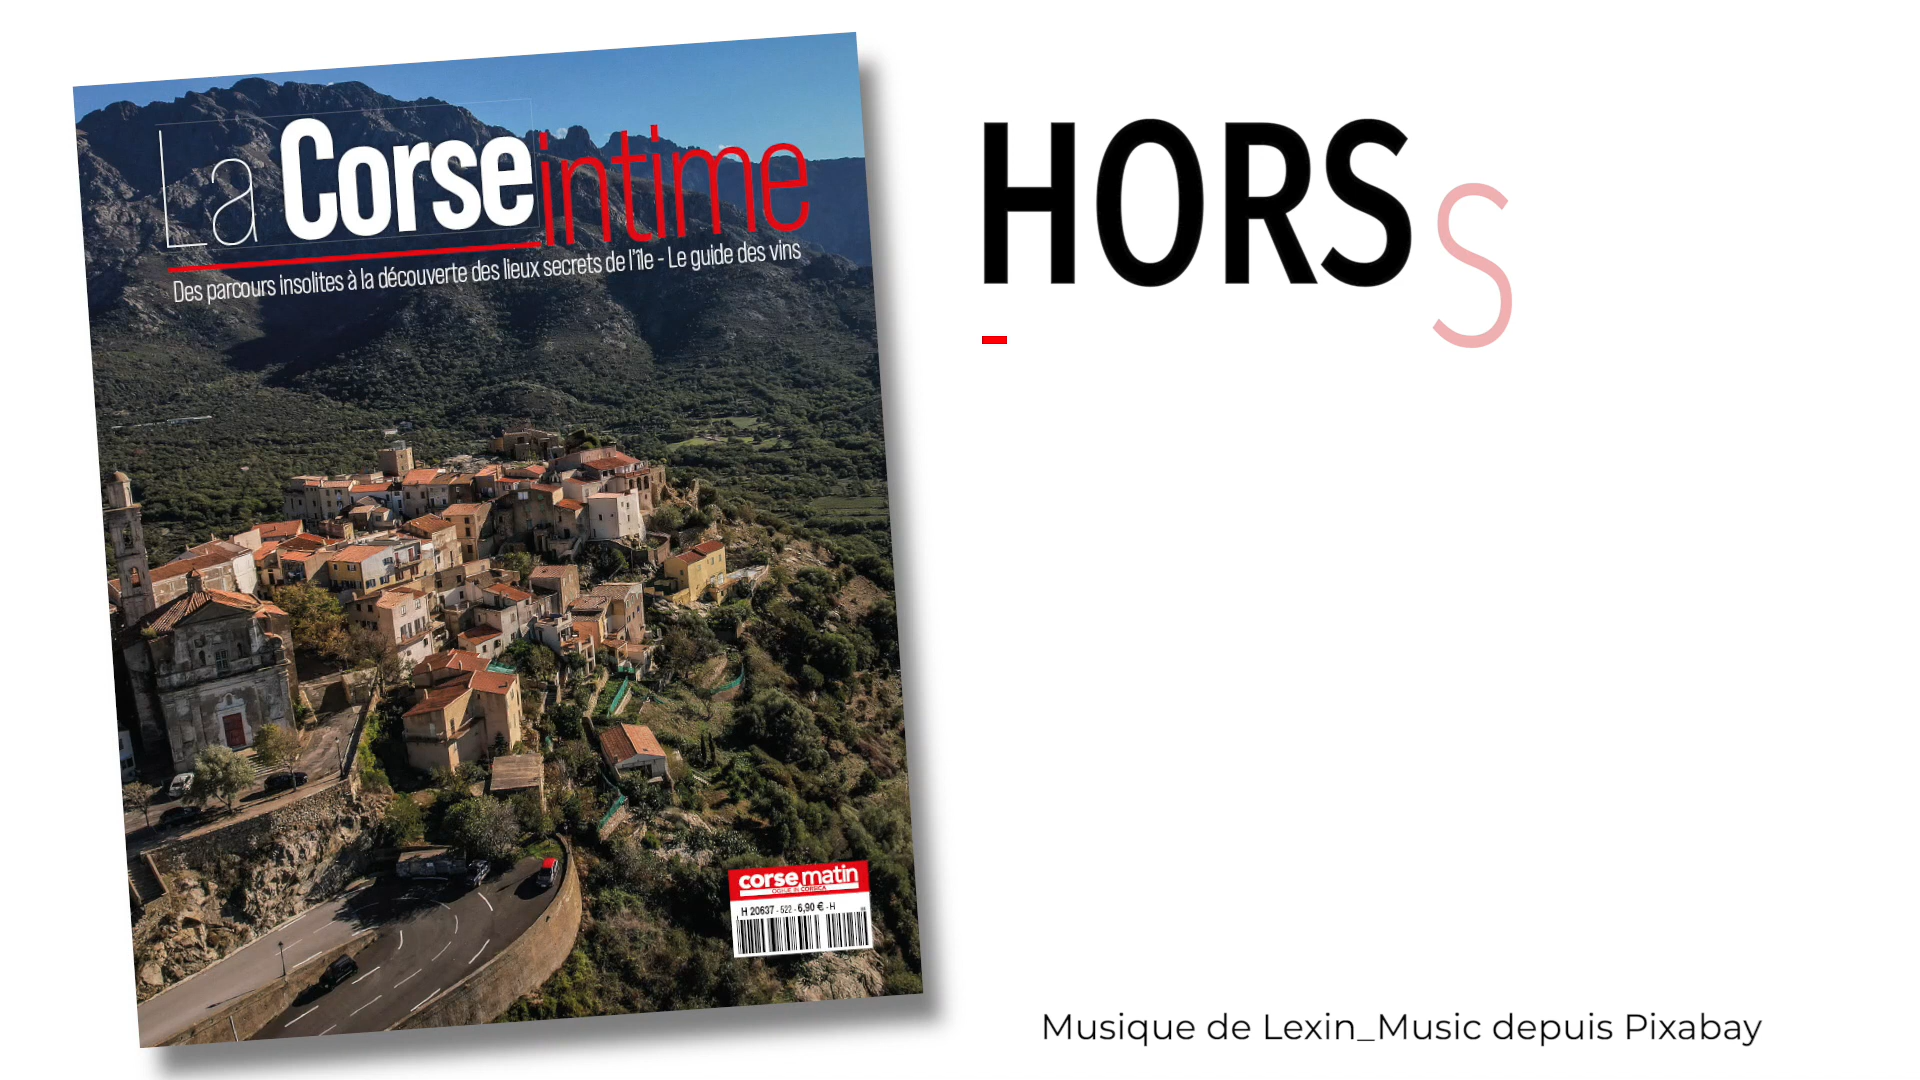 La Corse intime
Des parcours insolites à la découverte des lieux secrets de l'île - Le guide des vins
HORS S
corse matin
H 20637 - 522 - 6,90 € - H
Musique de Lexin_Music depuis Pixabay